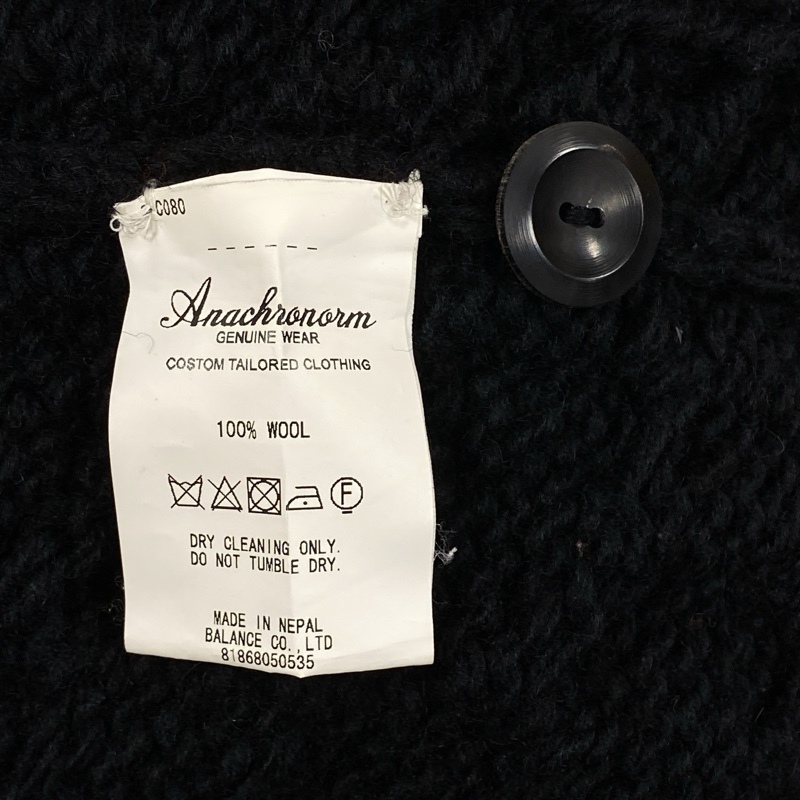 C080
Anachronorm
GENUINE WEAR
COSTOM TAILORED CLOTHING
100% WOOL
F
DRY CLEANING ONLY.
DO NOT TUMBLE DRY.
MADE IN NEPAL
BALANCE CO.,LTD
81868050535